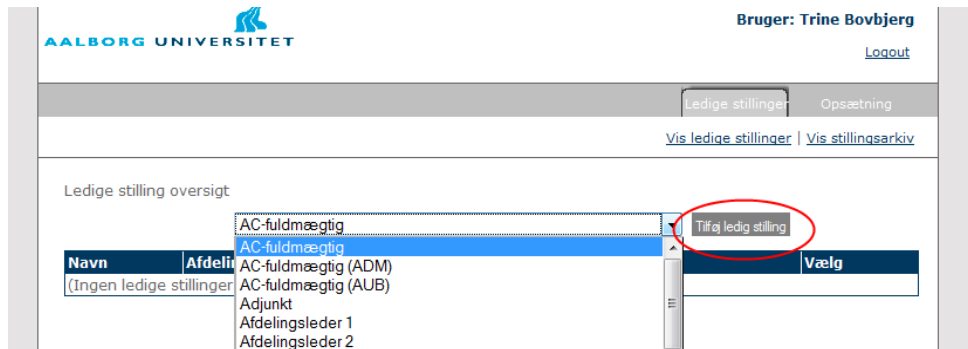 Bruger: Trine Bovbjerg
AALBORG UNIVERSITET
Logout
Ledige stillinger Opsætning
Vis ledige stillinger | Vis stillingsarkiv
Ledige stilling oversigt
AC-fuldmægtig Tilføj ledig stilling
AC-fuldmægtig
Navn Afdelin Vælg
AC-fuldmægtig (ADM)
(Ingen ledige stillinger
AC-fuldmægtig (AUB)
Adjunkt
Afdelingsleder 1
Afdelingsleder 2